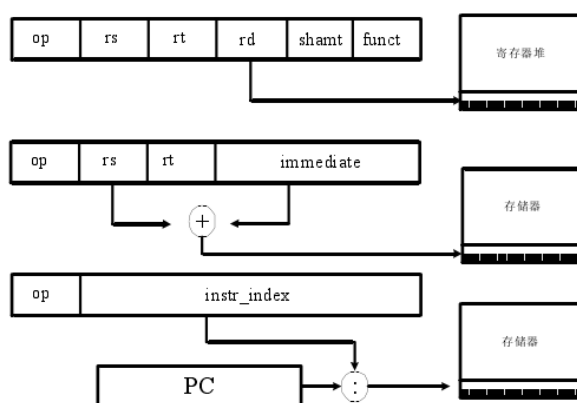 op rs rt rd shamt funct
寄存器堆
op rs rt immediate
+
存储器
op instr_index
存储器
PC
: